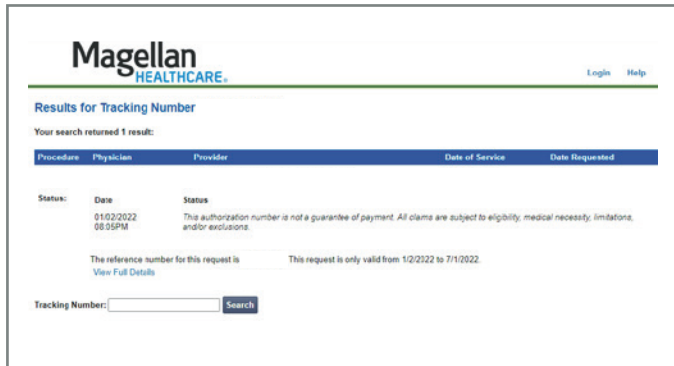 Magellan
HEALTHCARE®
Login Help
Results for Tracking Number
Your search returned 1 result:
Procedure Physician Provider Date of Service Date Requested
Status: Date Status
01/02/2022 This authorization number is not a guarantee of payment. All claims are subject to eligibility, medical necessity, limitations,
08:05PM and/or exclusions.
The reference number for this request is This request is only valid from 1/2/2022 to 7/1/2022.
View Full Details
Tracking Number: Search